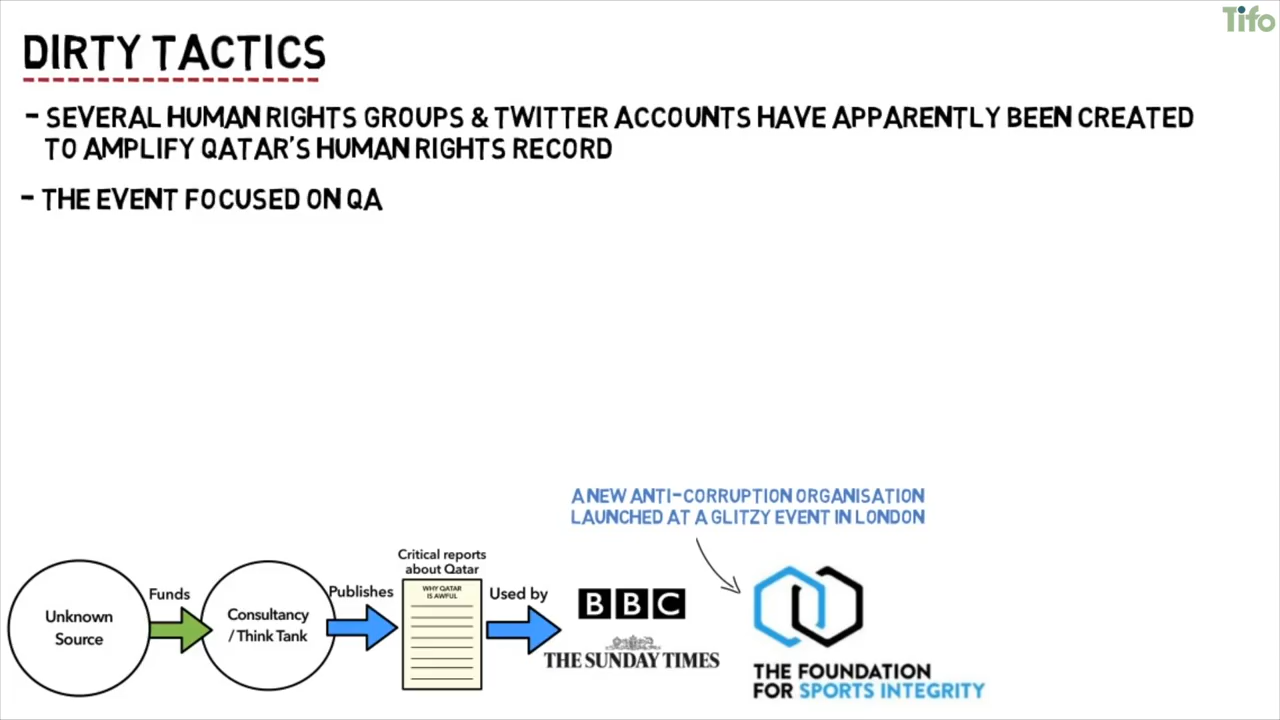 Tifo
DIRTY TACTICS
- SEVERAL HUMAN RIGHTS GROUPS & TWITTER ACCOUNTS HAVE APPARENTLY BEEN CREATED
TO AMPLIFY QATAR'S HUMAN RIGHTS RECORD
- THE EVENT FOCUSED ON QA
A NEW ANTI-CORRUPTION ORGANISATION
LAUNCHED AT A GLITZY EVENT IN LONDON
Unknown
Source
Funds
Consultancy
/ Think Tank
Publishes
Critical reports
about Qatar
WHY QATAR
IS AWFUL
Used by
BBC
THE SUNDAY TIMES
THE FOUNDATION
FOR SPORTS INTEGRITY